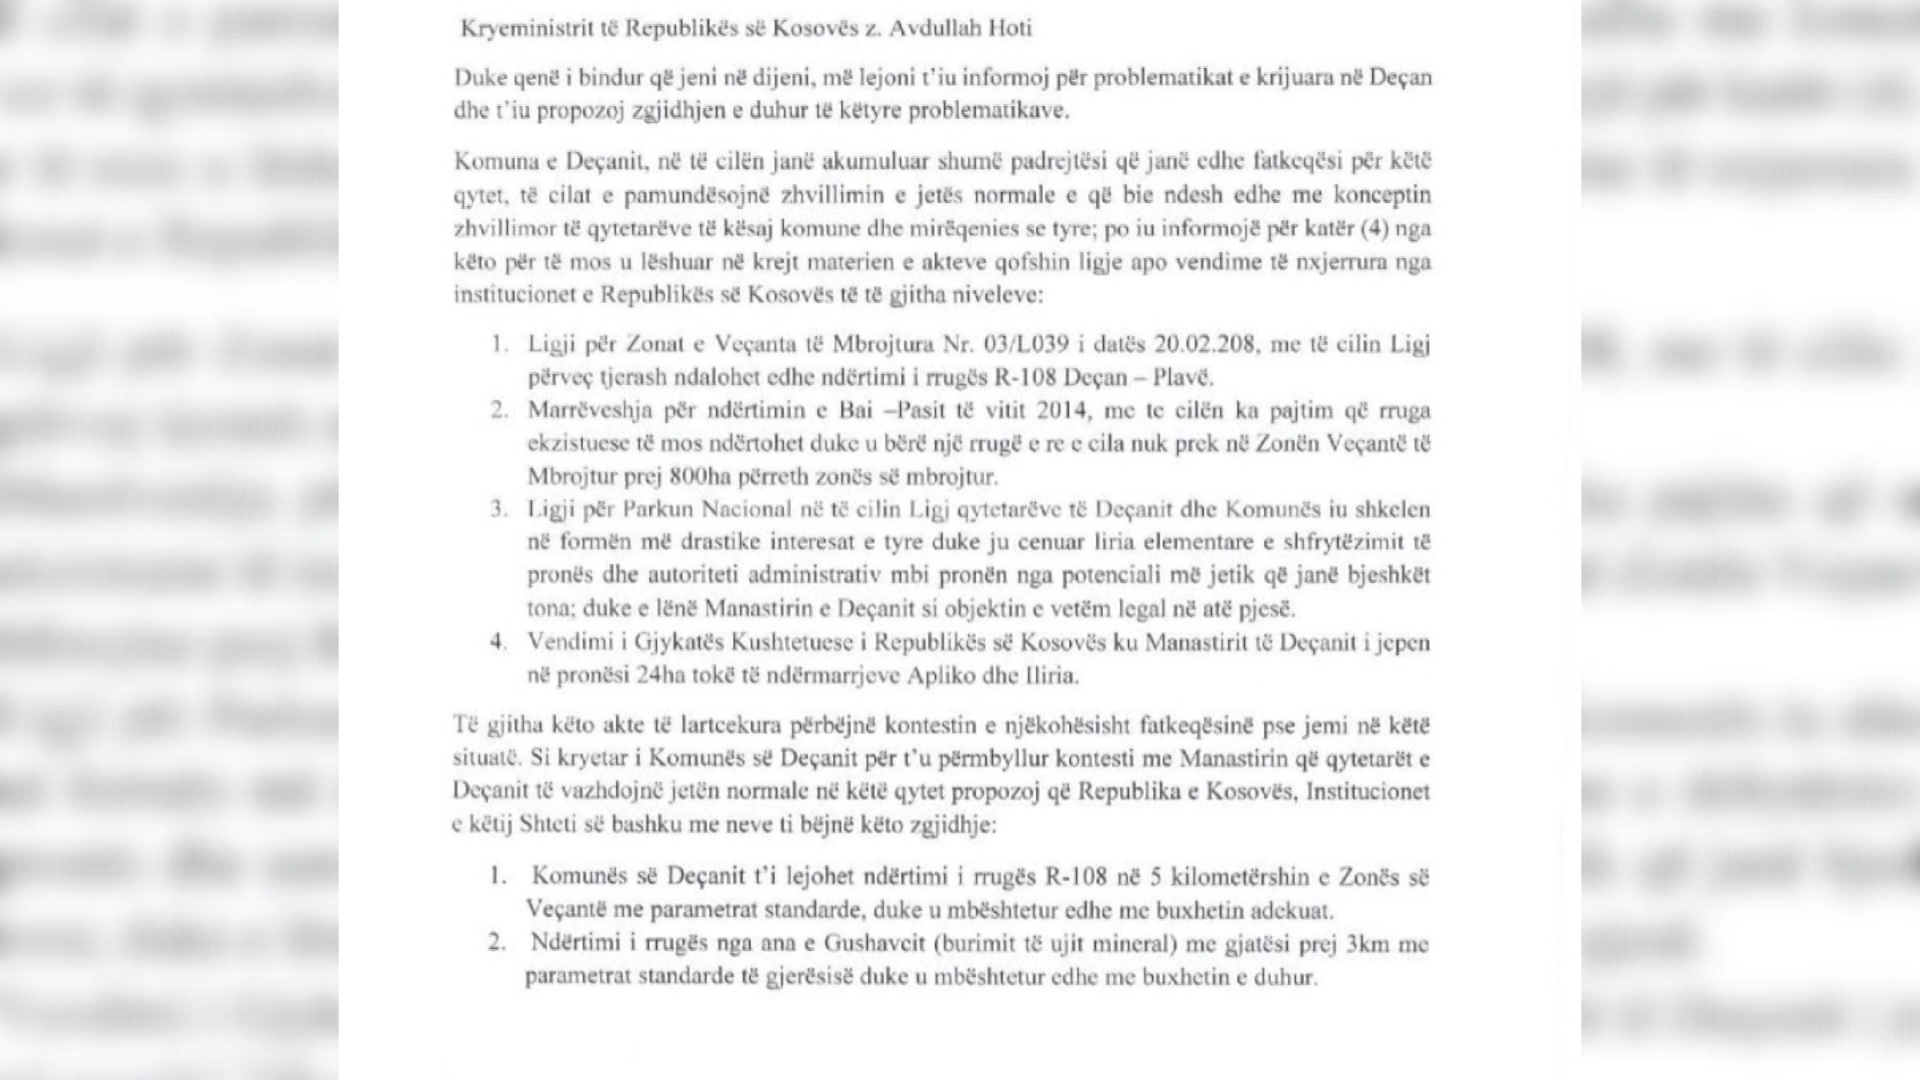 Kryeministrit të Republikës së Kosovës z. Avdullah Hoti
Duke qenë i bindur që jeni në dijeni, më lejoni t'iu informoj për problematikat e krijuara në Deçan
dhe t'iu propozoj zgjidhjen e duhur të këtyre problematikave.
Komuna e Deçanit, në të cilën janë akumuluar shumë padrejtësi që janë edhe fatkeqësi për këtë
qytet, të cilat e pamundësojnë zhvillimin e jetës normale e që bie ndesh edhe me konceptin
zhvillimor të qytetarëve të kësaj komune dhe mirëqenies se tyre; po iu informojë për katër (4) nga
këto për të mos u lëshuar në krejt materien e akteve qofshin ligje apo vendime të nxjerrura nga
institucionet e Republikës së Kosovës të të gjitha niveleve:
1. Ligji për Zonat e Veçanta të Mbrojtura Nr. 03/L039 i datës 20.02.208, me të cilin Ligj
përveç tjerash ndalohet edhe ndërtimi i rrugës R-108 Deçan – Plavë.
2. Marrëveshja për ndërtimin e Bai –Pasit të vitit 2014, me te cilën ka pajtim që rruga
ekzistuese të mos ndërtohet duke u bërë një rrugë e re e cila nuk prek në Zonën Veçantë të
Mbrojtur prej 800ha përreth zonës së mbrojtur.
3. Ligji për Parkun Nacional në të cilin Ligj qytetarëve të Deçanit dhe Komunës iu shkelen
në formën më drastike interesat e tyre duke ju cenuar liria elementare e shfrytëzimit të
pronës dhe autoriteti administrativ mbi pronën nga potenciali më jetik që janë bjeshkët
tona; duke e lënë Manastirin e Deçanit si objektin e vetëm legal në atë pjesë.
4. Vendimi i Gjykatës Kushtetuese i Republikës së Kosovës ku Manastirit të Deçanit i jepen
në pronësi 24ha tokë të ndërmarrjeve Apliko dhe Iliria.
Të gjitha këto akte të lartcekura përbëjnë kontestin e njëkohësisht fatkeqësinë pse jemi në këtë
situatë. Si kryetar i Komunës së Deçanit për t'u përmbyllur kontesti me Manastirin që qytetarët e
Deçanit të vazhdojnë jetën normale në këtë qytet propozoj që Republika e Kosovës, Institucionet
e këtij Shteti së bashku me neve ti bëjnë këto zgjidhje:
1. Komunës së Deçanit t'i lejohet ndërtimi i rrugës R-108 në 5 kilometërshin e Zonës së
Veçantë me parametrat standarde, duke u mbështetur edhe me buxhetin adekuat.
2. Ndërtimi i rrugës nga ana e Gushavcit (burimit të ujit mineral) me gjatësi prej 3km me
parametrat standarde të gjerësisë duke u mbështetur edhe me buxhetin e duhur.